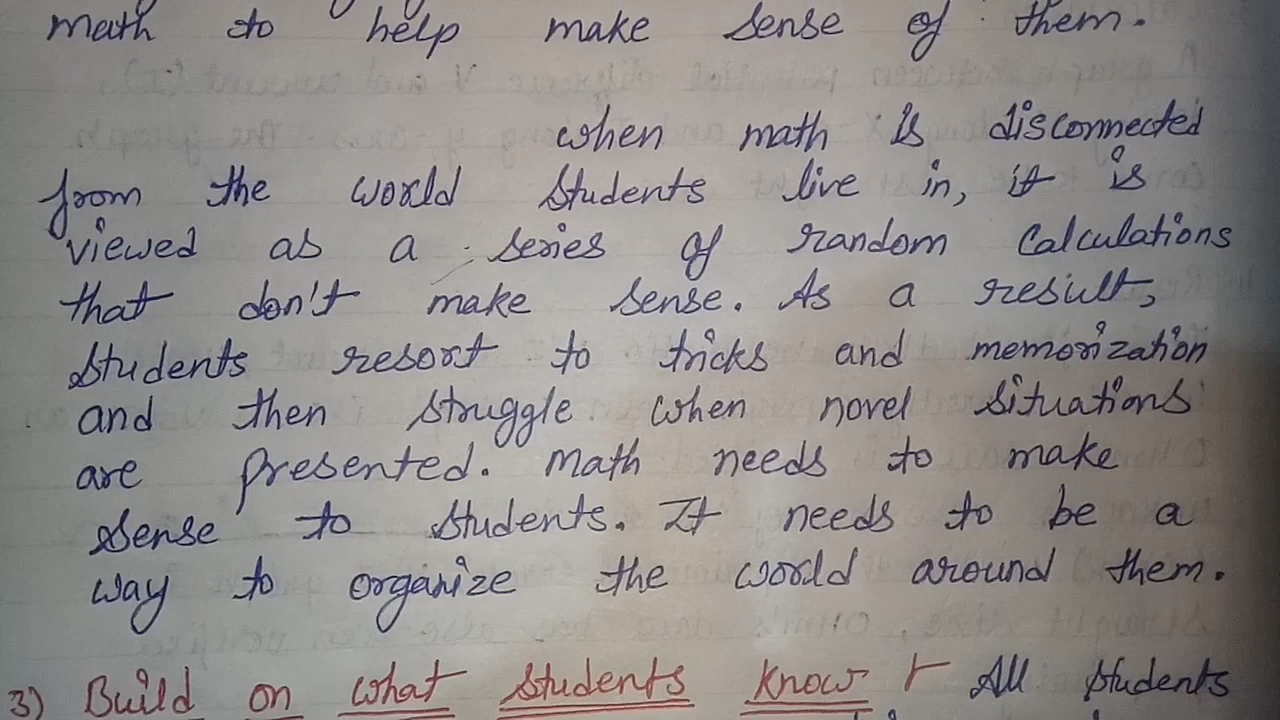 math to help make sense of them.
when math is disconnected
from the world students live in, it is
viewed as a series of random calculations
that don't make sense. As a result,
students resort to tricks and memorization
and then struggle when novel situations
are presented. Math needs to make
sense to students. It needs to be a
way to organize the world around them.
3) Build on what students know All students